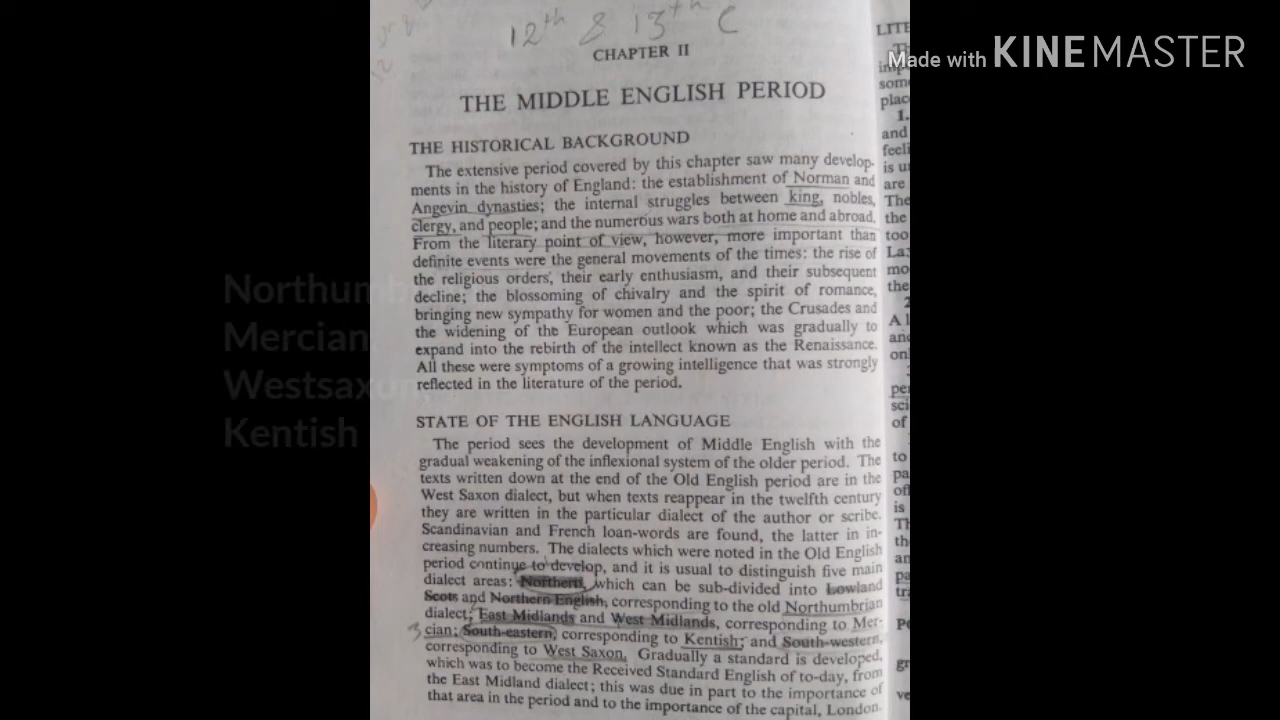 12th & 13th C
CHAPTER II
Made with KINEMASTER
THE MIDDLE ENGLISH PERIOD
THE HISTORICAL BACKGROUND
The extensive period covered by this chapter saw many develop-
ments in the history of England: the establishment of Norman and
Angevin dynasties; the internal struggles between king, nobles,
clergy, and people; and the numerous wars both at home and abroad.
From the literary point of view, however, more important than
definite events were the general movements of the times: the rise of
the religious orders, their early enthusiasm, and their subsequent
decline; the blossoming of chivalry and the spirit of romance,
bringing new sympathy for women and the poor; the Crusades and
the widening of the European outlook which was gradually to
expand into the rebirth of the intellect known as the Renaissance.
All these were symptoms of a growing intelligence that was strongly
reflected in the literature of the period.
STATE OF THE ENGLISH LANGUAGE
The period sees the development of Middle English with the
gradual weakening of the inflexional system of the older period. The
texts written down at the end of the Old English period are in the
West Saxon dialect, but when texts reappear in the twelfth century
they are written in the particular dialect of the author or scribe.
Scandinavian and French loan-words are found, the latter in in-
creasing numbers. The dialects which were noted in the Old English
period continue to develop, and it is usual to distinguish five main
dialect areas: Northern, which can be sub-divided into Lowland
Scots and Northern English, corresponding to the old Northumbrian
dialect; East Midlands and West Midlands, corresponding to Mer-
3 cian; South-eastern, corresponding to Kentish; and South-western,
corresponding to West Saxon. Gradually a standard is developed,
which was to become the Received Standard English of to-day, from
the East Midland dialect; this was due in part to the importance of
that area in the period and to the importance of the capital, London.
Northumb
Mercian
Westsaxon,
Kentish